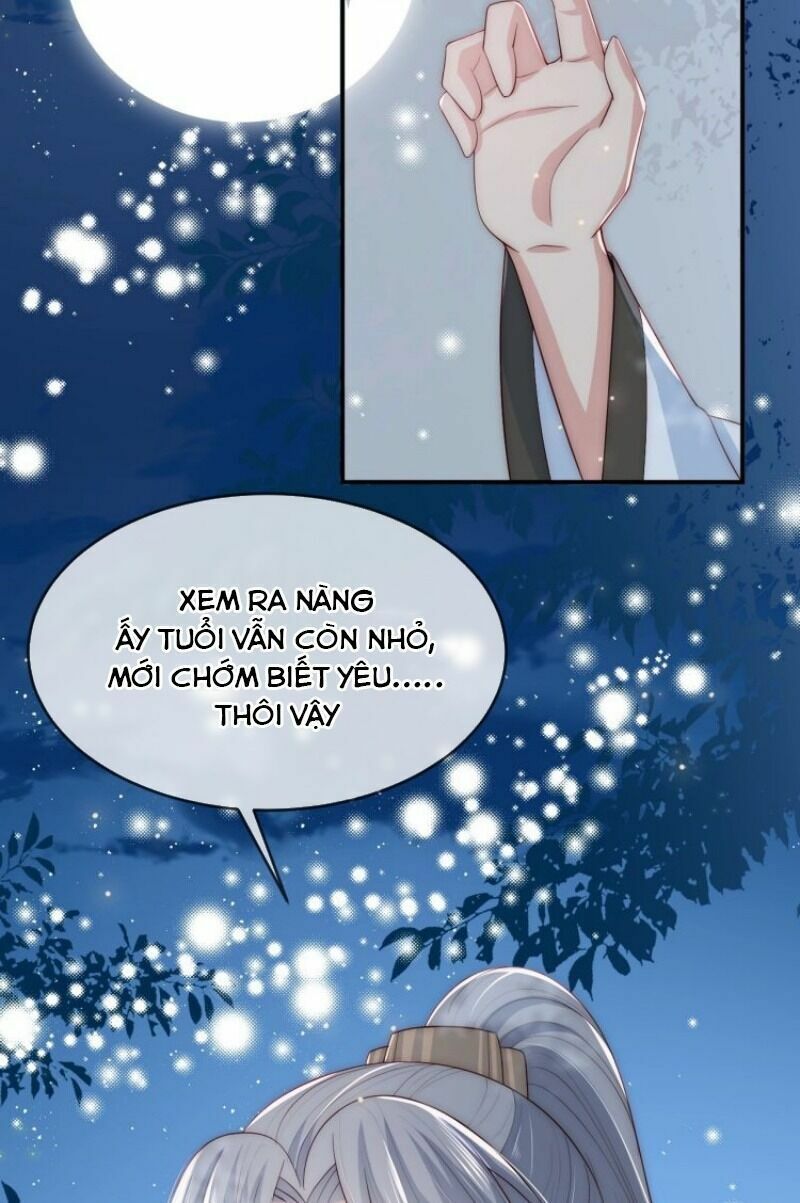 XEM RA NÀNG
ẤY TUỔI VẪN CÒN NHỎ,
MỚI CHỚM BIẾT YÊU.....
THÔI VẬY